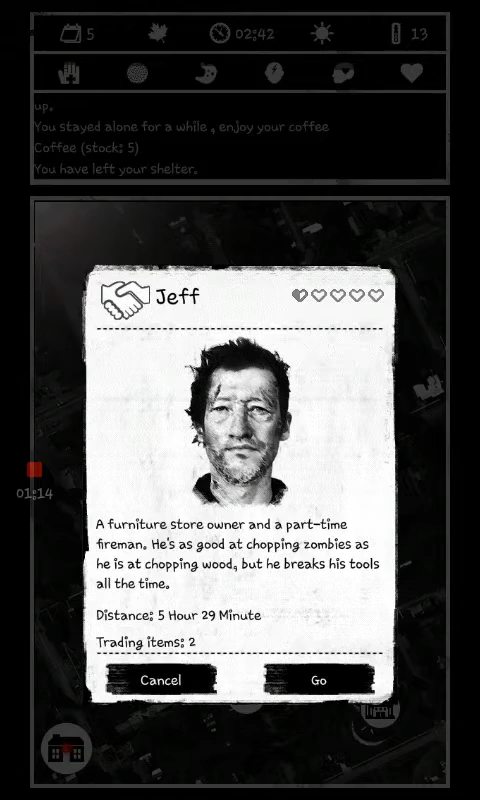 5 02:42 13
up.
You stayed alone for a while , enjoy your coffee
Coffee (stock: 5)
You have left your shelter.
Jeff
01:14
A furniture store owner and a part-time
fireman. He's as good at chopping zombies as
he is at chopping wood, but he breaks his tools
all the time.
Distance: 5 Hour 29 Minute
Trading items: 2
Cancel Go